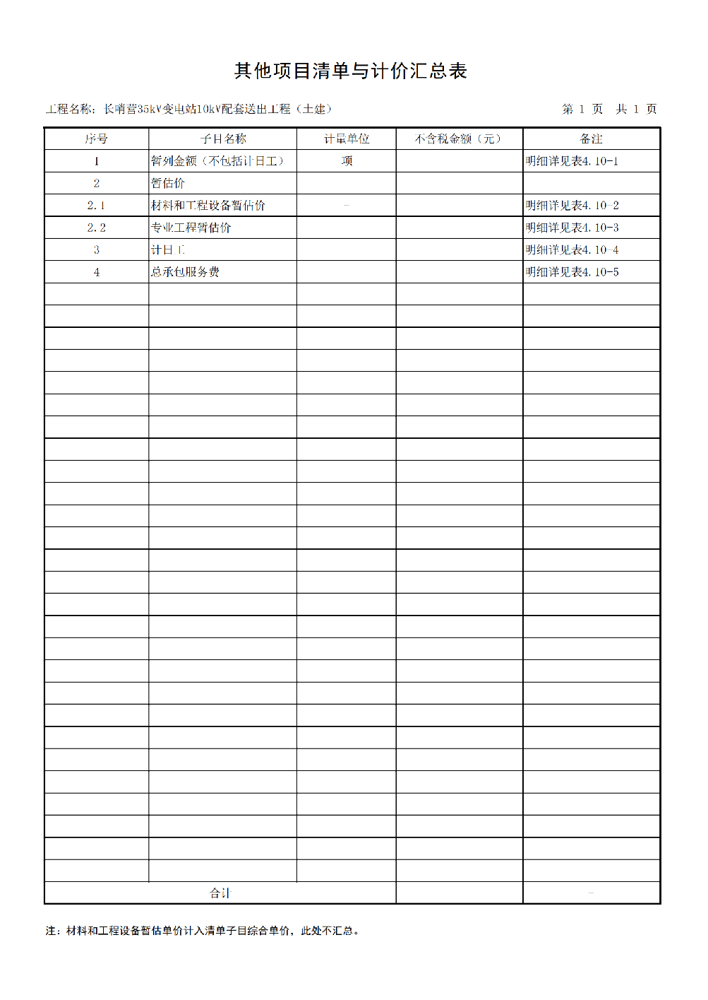 其他项目清单与计价汇总表
工程名称：长哨营35kV变电站10kV配套送出工程（土建） 第 1 页 共 1 页
序号 子目名称 计量单位 不含税金额（元） 备注
1 暂列金额（不包括计日工） 项 明细详见表4.10-1
2 暂估价
2.1 材料和工程设备暂估价 - 明细详见表4.10-2
2.2 专业工程暂估价 明细详见表4.10-3
3 计日工 明细详见表4.10-4
4 总承包服务费 明细详见表4.10-5
合计 -
注：材料和工程设备暂估单价计入清单子目综合单价，此处不汇总。